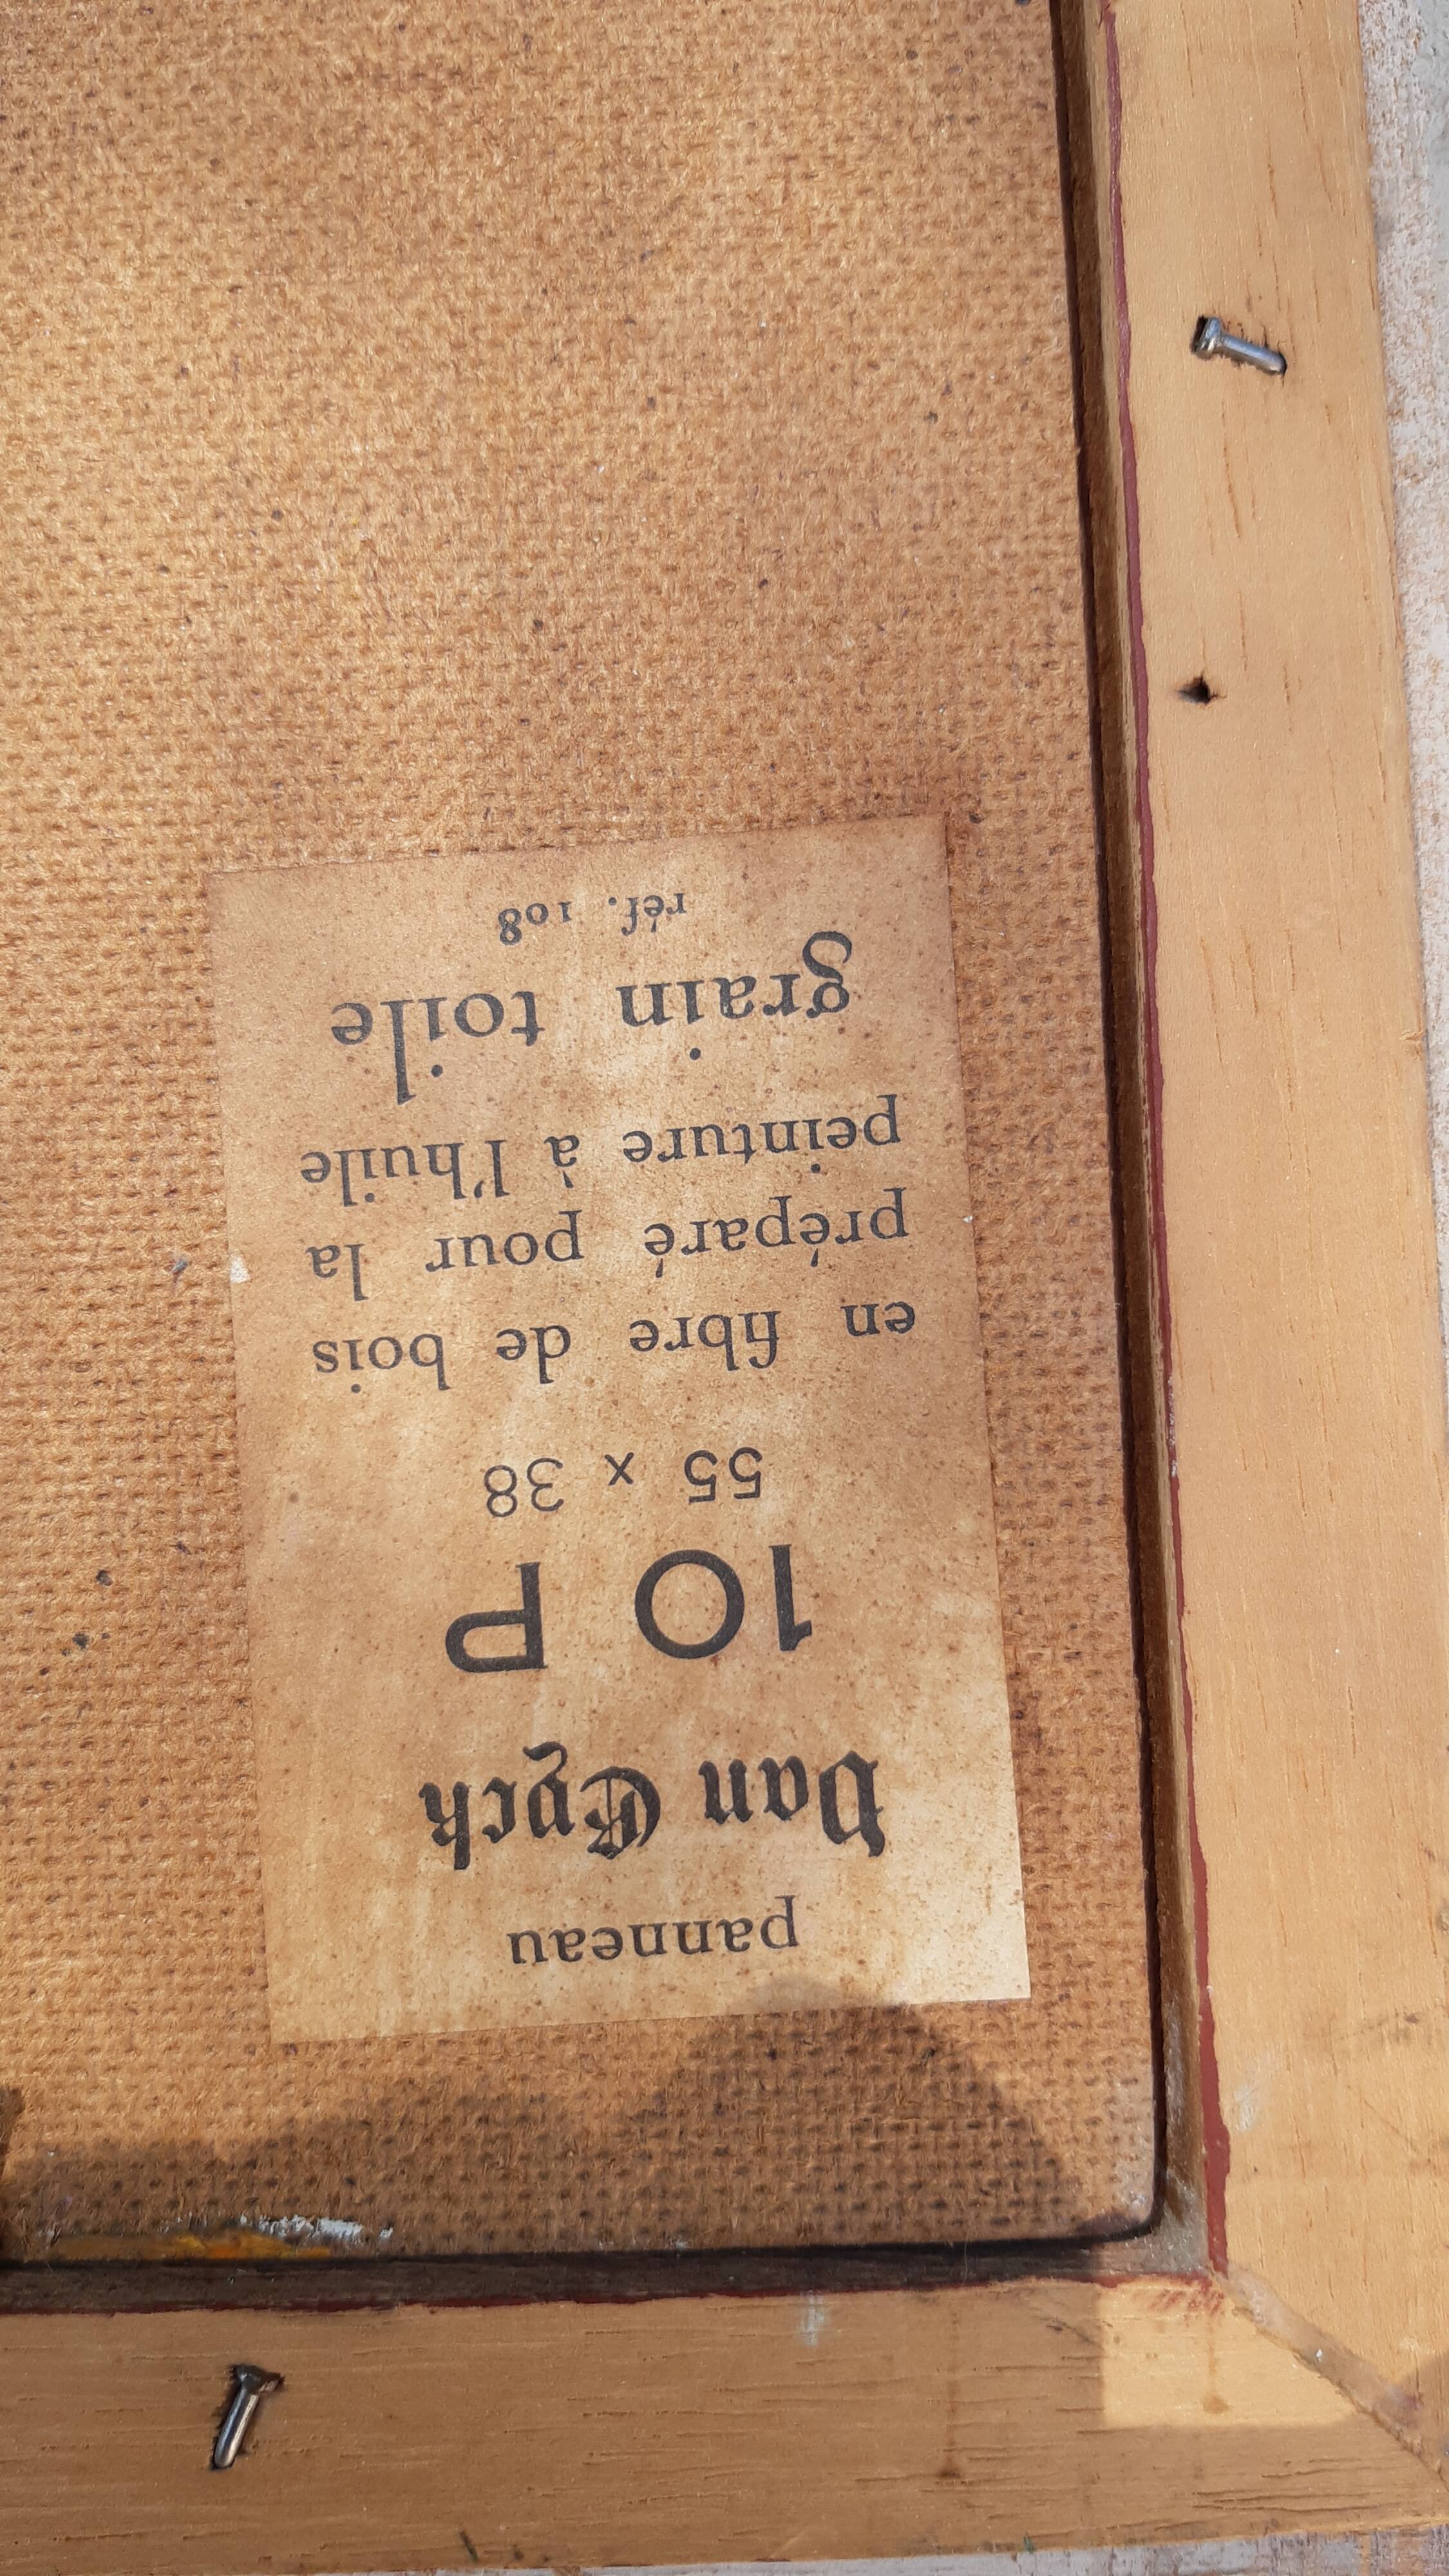 panneau
Van Eyck
10 P
55 x 38
en fibre de bois
préparé pour la
peinture à l'huile
grain toile
réf. 108